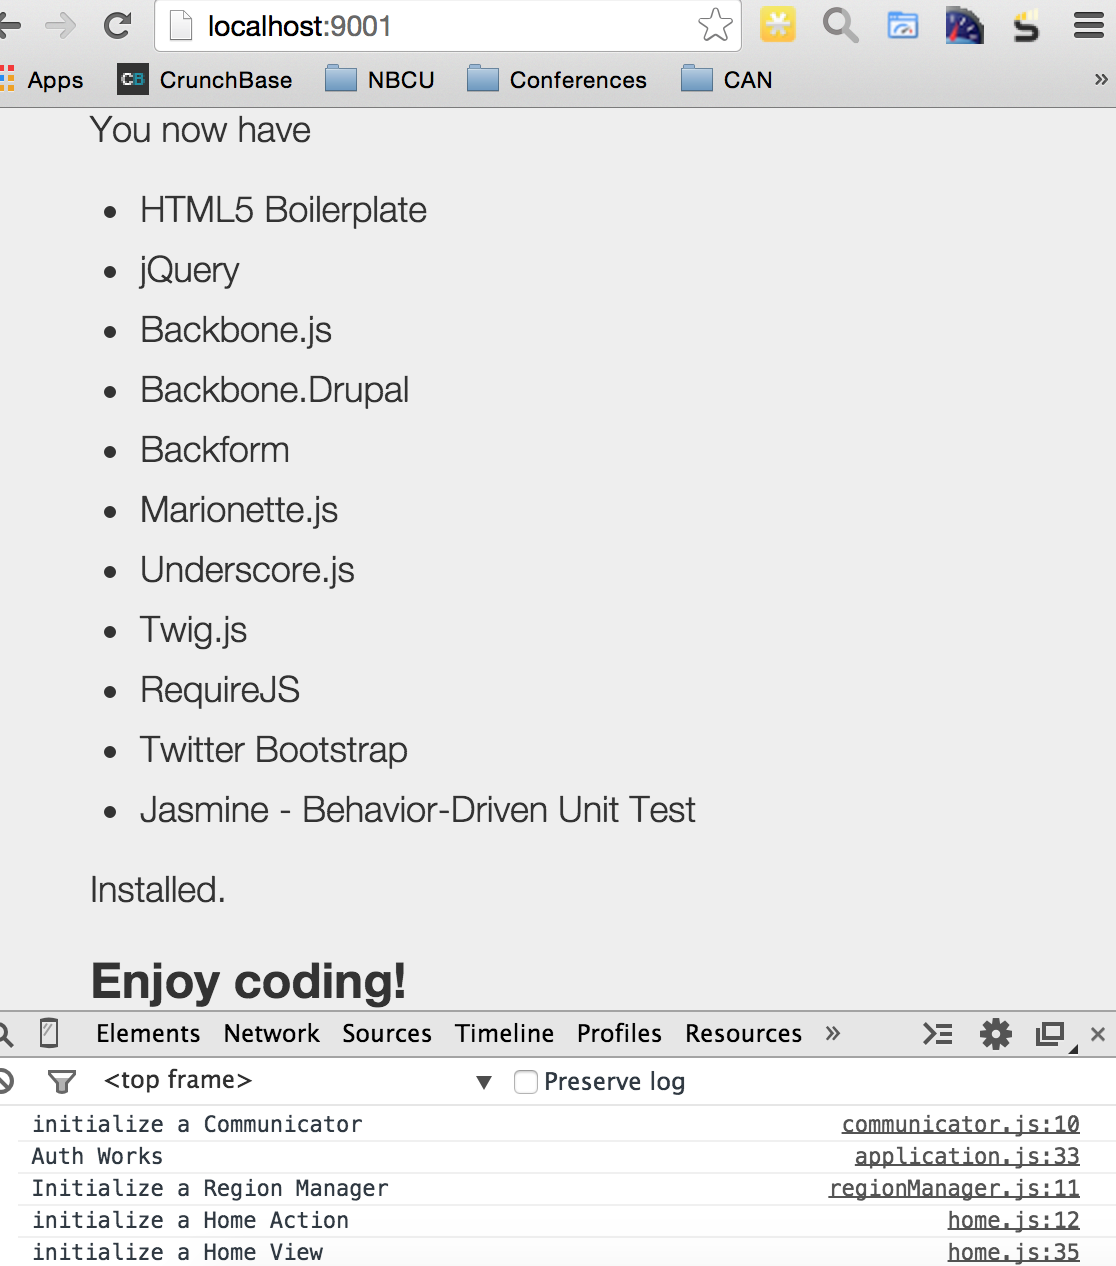 localhost:9001
Apps CB CrunchBase NBCU Conferences CAN »
You now have
• HTML5 Boilerplate
• jQuery
• Backbone.js
• Backbone.Drupal
• Backform
• Marionette.js
• Underscore.js
• Twig.js
• RequireJS
• Twitter Bootstrap
• Jasmine - Behavior-Driven Unit Test
Installed.
Enjoy coding!
Elements Network Sources Timeline Profiles Resources »
<top frame> ▼ Preserve log
initialize a Communicator communicator.js:10
Auth Works application.js:33
Initialize a Region Manager regionManager.js:11
initialize a Home Action home.js:12
initialize a Home View home.js:35